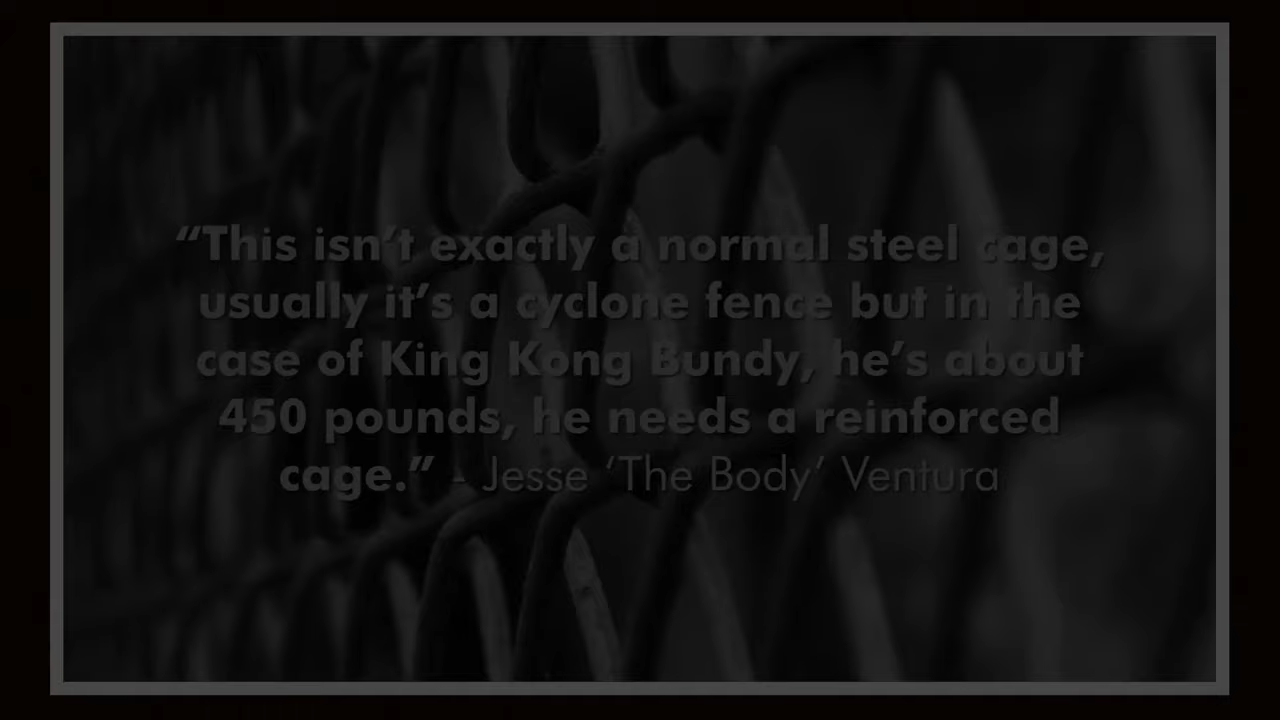 “This isn’t exactly a normal steel cage,
usually it’s a cyclone fence but in the
case of King Kong Bundy, he’s about
450 pounds, he needs a reinforced
cage.” - Jesse ‘The Body’ Ventura